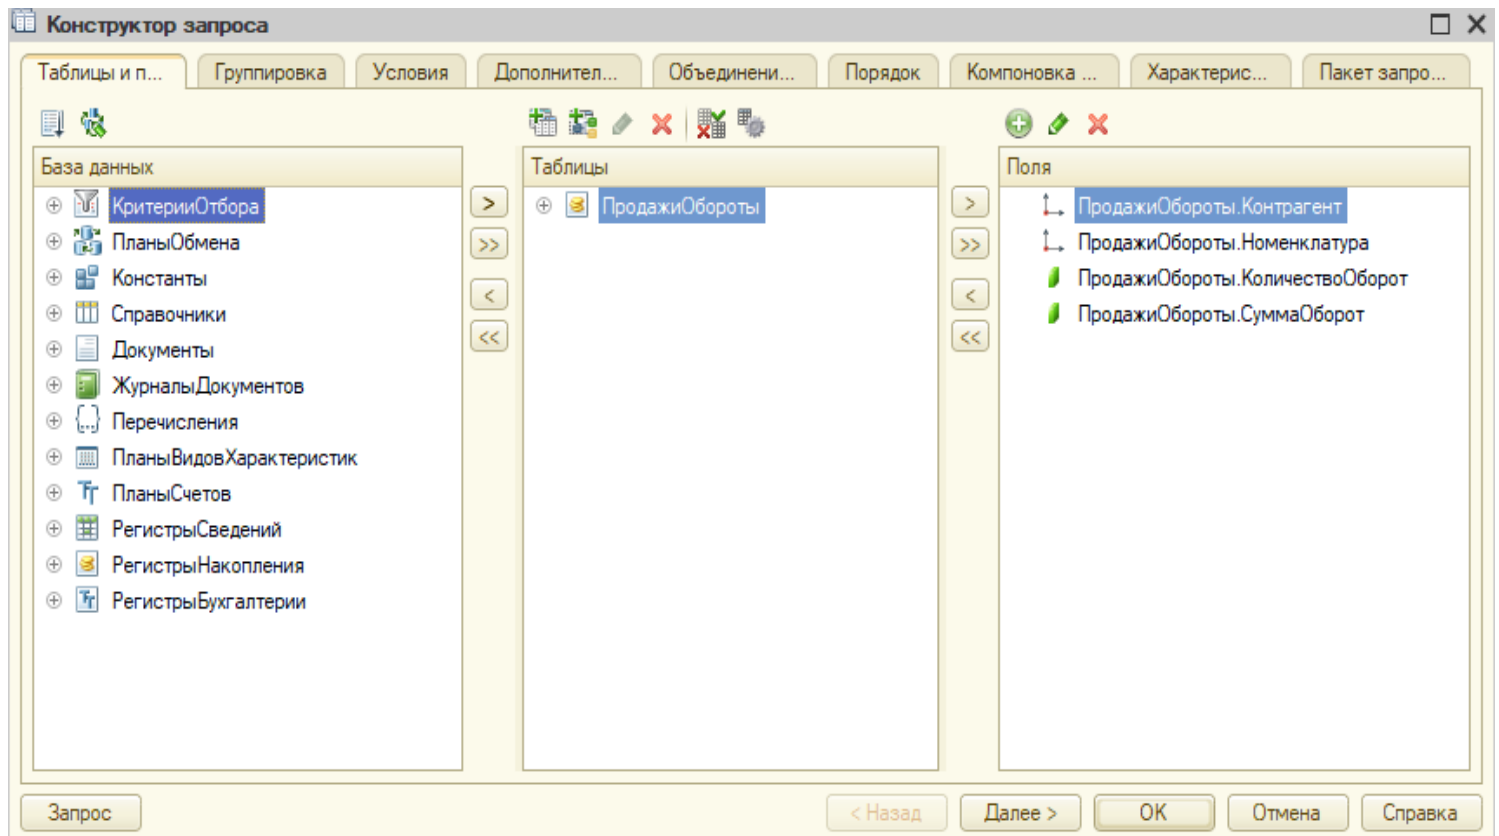 Конструктор запроса
Таблицы и п... Группировка Условия Дополнител... Объединени... Порядок Компоновка ... Характерис... Пакет запро...
База данных
КритерииОтбора
ПланыОбмена
Константы
Справочники
Документы
ЖурналыДокументов
Перечисления
ПланыВидовХарактеристик
ПланыСчетов
РегистрыСведений
РегистрыНакопления
РегистрыБухгалтерии
>
>>
<
<<
Таблицы
ПродажиОбороты
>
>>
<
<<
Поля
ПродажиОбороты.Контрагент
ПродажиОбороты.Номенклатура
ПродажиОбороты.КоличествоОборот
ПродажиОбороты.СуммаОборот
Запрос < Назад Далее > ОК Отмена Справка